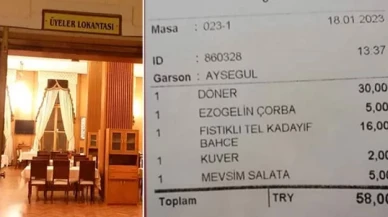 ÜYELER LOKANTASI
Masa : 023-1 18.01.2023
ID : 860328 13:37
Garson : AYSEGUL
1 DÖNER 30,00
1 EZOGELİN ÇORBA 5,00
1 FISTIKLI TEL KADAYIF 16,00
BAHCE
1 KUVER 2,00
1 MEVSİM SALATA 5,00
Toplam TRY 58,00